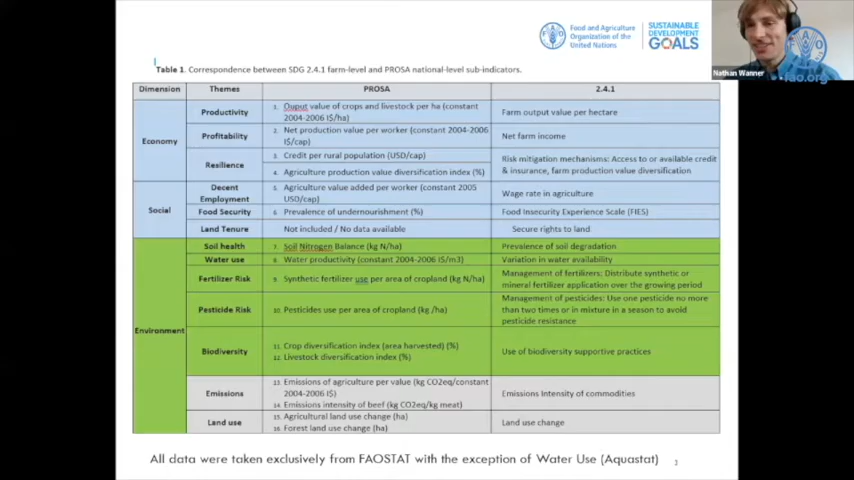 Food and Agriculture
Organization of the
United Nations
SUSTAINABLE
DEVELOPMENT
GOALS
FAO
fao.org
Nathan Wanner
Table 1. Correspondence between SDG 2.4.1 farm-level and PROSA national-level sub-indicators.
Dimension Themes PROSA 2.4.1
Economy
Productivity
1. Ouput value of crops and livestock per ha (constant
2004-2006 I$/ha)
Farm output value per hectare
Profitability
2. Net production value per worker (constant 2004-2006
I$/cap)
Net farm income
Resilience
3. Credit per rural population (USD/cap)
4. Agriculture production value diversification index (%)
Risk mitigation mechanisms: Access to or available credit
& insurance, farm production value diversification
Social
Decent
Employment
5. Agriculture value added per worker (constant 2005
USD/cap)
Wage rate in agriculture
Food Security
6. Prevalence of undernourishment (%)
Food Insecurity Experience Scale (FIES)
Land Tenure
Not included / No data available
Secure rights to land
Environment
Soil health
7. Soil Nitrogen Balance (kg N/ha)
Prevalence of soil degradation
Water use
8. Water productivity (constant 2004-2006 I$/m3)
Variation in water availability
Fertilizer Risk
9. Synthetic fertilizer use per area of cropland (kg N/ha)
Management of fertilizers: Distribute synthetic or
mineral fertilizer application over the growing period
Pesticide Risk
10. Pesticides use per area of cropland (kg /ha)
Management of pesticides: Use one pesticide no more
than two times or in mixture in a season to avoid
pesticide resistance
Biodiversity
11. Crop diversification index (area harvested) (%)
12. Livestock diversification index (%)
Use of biodiversity supportive practices
Emissions
13. Emissions of agriculture per value (kg CO2eq/constant
2004-2006 I$)
14. Emissions intensity of beef (kg CO2eq/kg meat)
Emissions Intensity of commodities
Land use
15. Agricultural land use change (ha)
16. Forest land use change (ha)
Land use change
All data were taken exclusively from FAOSTAT with the exception of Water Use (Aquastat)